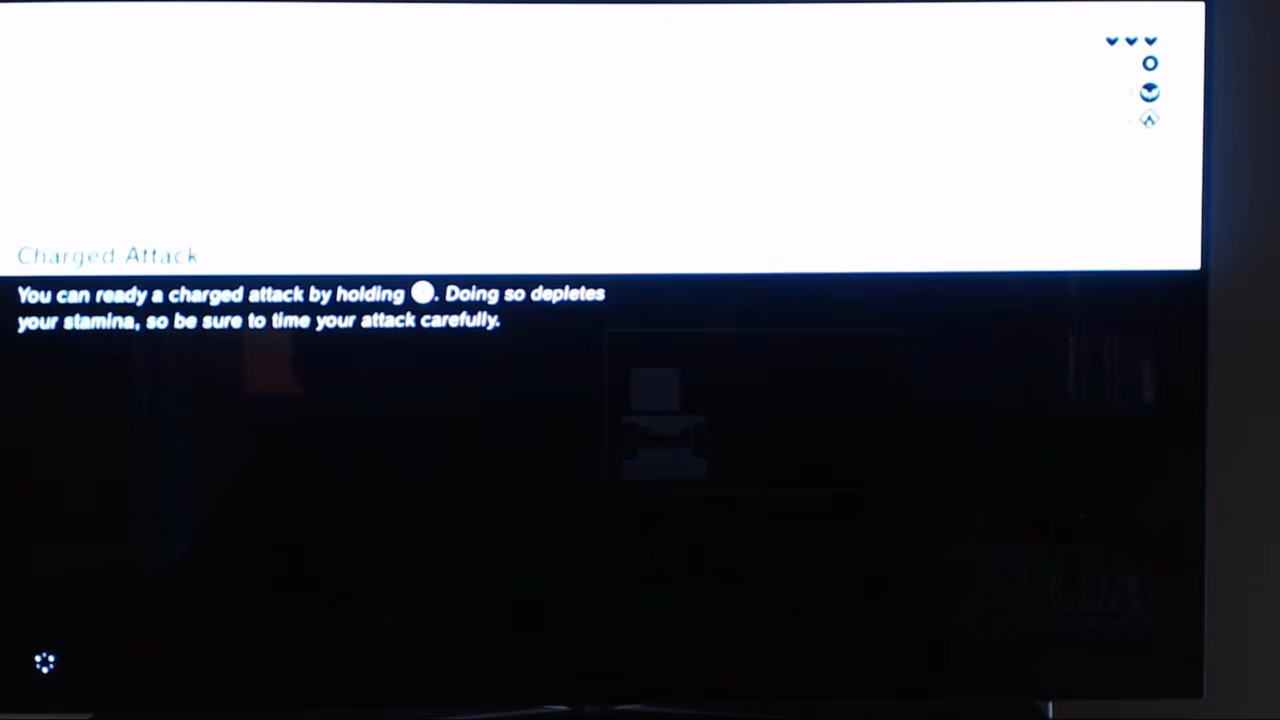 Charged Attack
You can ready a charged attack by holding . Doing so depletes
your stamina, so be sure to time your attack carefully.